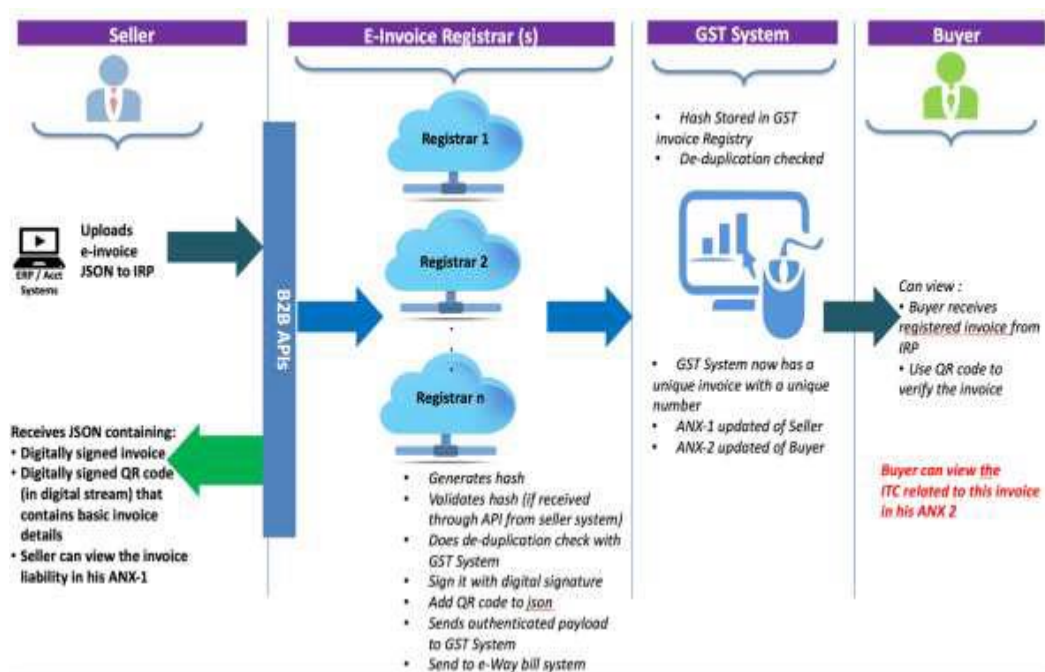 Seller
E-Invoice Registrar (s)
GST System
Buyer
Uploads
e-invoice
JSON to IRP
ERP / Acct
Systems
Receives JSON containing:
• Digitally signed invoice
• Digitally signed QR code
(in digital stream) that
contains basic invoice
details
• Seller can view the invoice
liability in his ANX-1
B2B APIs
Registrar 1
Registrar 2
Registrar n
• Generates hash
• Validates hash (if received
through API from seller system)
• Does de-duplication check with
GST System
• Sign it with digital signature
• Add QR code to json
• Sends authenticated payload
to GST System
• Send to e-Way bill system
• Hash Stored in GST
invoice Registry
• De-duplication checked
• GST System now has a
unique invoice with a unique
number
• ANX-1 updated of Seller
• ANX-2 updated of Buyer
Can view :
• Buyer receives
registered invoice from
IRP
• Use QR code to
verify the invoice
Buyer can view the
ITC related to this invoice
in his ANX 2